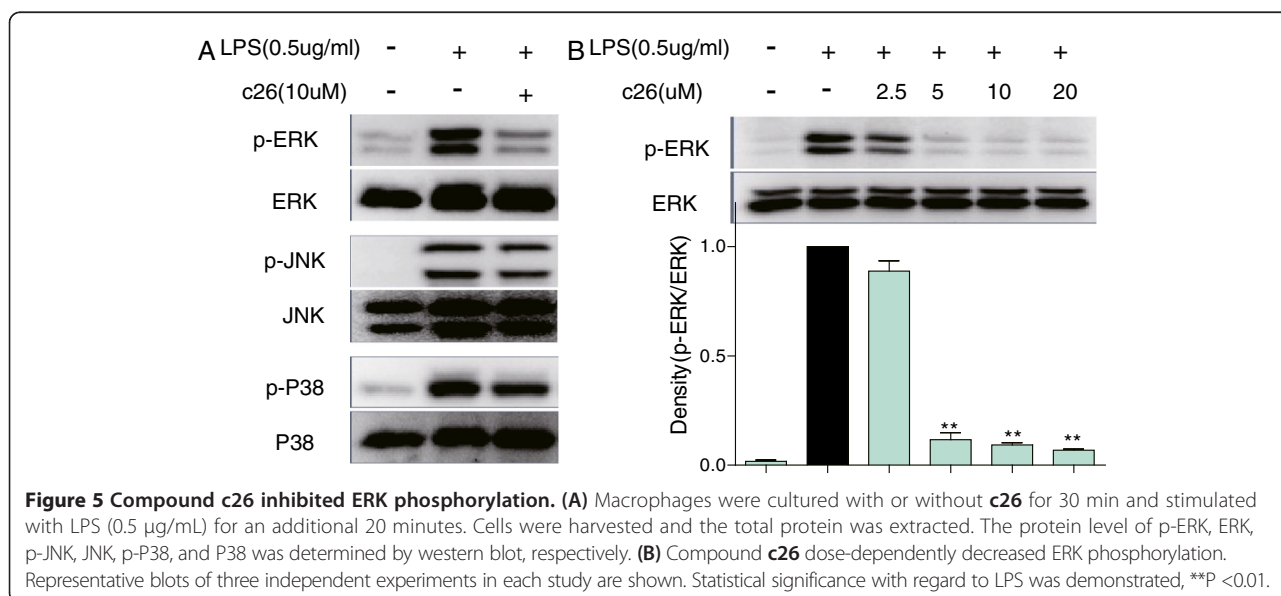 A LPS(0.5ug/ml) - + +
c26(10uM) - - +
p-ERK
ERK
p-JNK
JNK
p-P38
P38
B LPS(0.5ug/ml) - + + + + +
c26(uM) - - 2.5 5 10 20
p-ERK
ERK
Density(p-ERK/ERK)
1.0
0.5
0.0
** ** **
Figure 5 Compound c26 inhibited ERK phosphorylation. (A) Macrophages were cultured with or without c26 for 30 min and stimulated
with LPS (0.5 μg/mL) for an additional 20 minutes. Cells were harvested and the total protein was extracted. The protein level of p-ERK, ERK,
p-JNK, JNK, p-P38, and P38 was determined by western blot, respectively. (B) Compound c26 dose-dependently decreased ERK phosphorylation.
Representative blots of three independent experiments in each study are shown. Statistical significance with regard to LPS was demonstrated, **P <0.01.